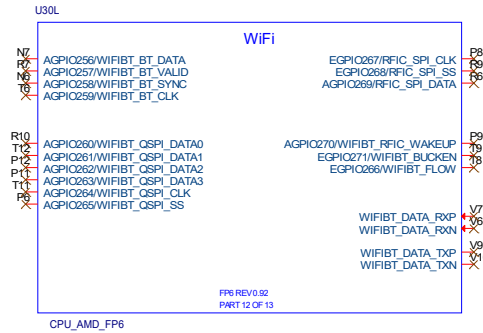 U30L
WiFi
N7 AGPIO256/WIFIBT_BT_DATA
R7 AGPIO257/WIFIBT_BT_VALID
N6 AGPIO258/WIFIBT_BT_SYNC
T6 AGPIO259/WIFIBT_BT_CLK
R10 AGPIO260/WIFIBT_QSPI_DATA0
T12 AGPIO261/WIFIBT_QSPI_DATA1
P12 AGPIO262/WIFIBT_QSPI_DATA2
P11 AGPIO263/WIFIBT_QSPI_DATA3
T11 AGPIO264/WIFIBT_QSPI_CLK
P6 AGPIO265/WIFIBT_QSPI_SS
EGPIO267/RFIC_SPI_CLK P8
EGPIO268/RFIC_SPI_SS R9
AGPIO269/RFIC_SPI_DATA R6
AGPIO270/WIFIBT_RFIC_WAKEUP P9
EGPIO271/WIFIBT_BUCKEN T9
EGPIO266/WIFIBT_FLOW T8
WIFIBT_DATA_RXP V7
WIFIBT_DATA_RXN V6
WIFIBT_DATA_TXP V9
WIFIBT_DATA_TXN
FP6 REV 0.92
PART 12 OF 13
CPU_AMD_FP6